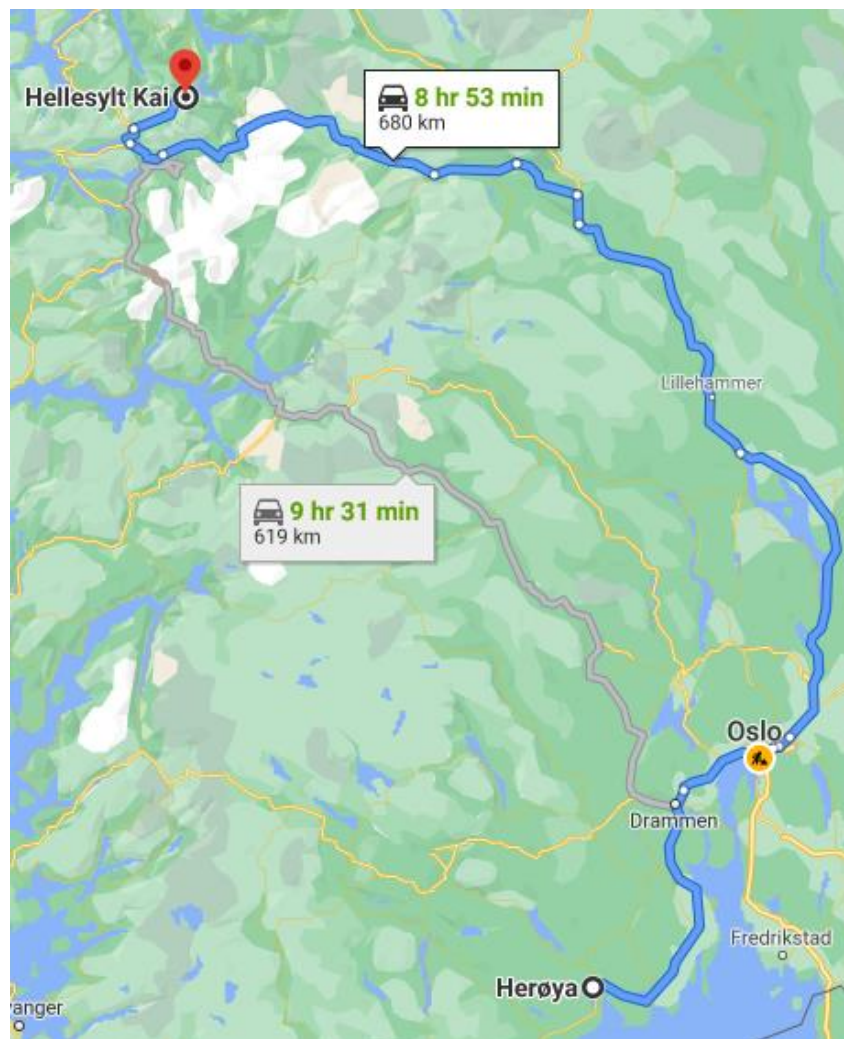 Hellesylt Kai
8 hr 53 min
680 km
Lillehammer
9 hr 31 min
619 km
Oslo
Drammen
Fredrikstad
Herøya
anger